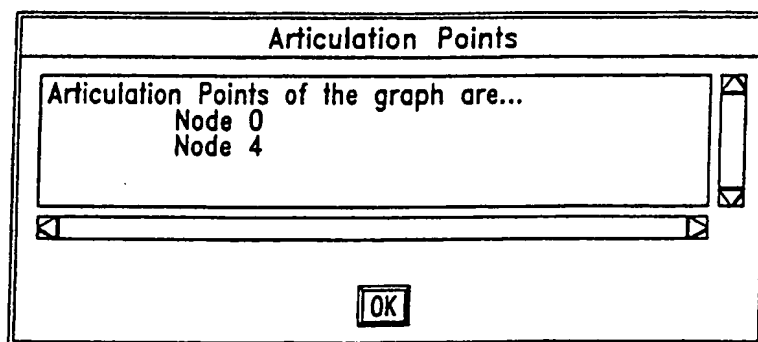 Articulation Points
Articulation Points of the graph are...
Node 0
Node 4
OK